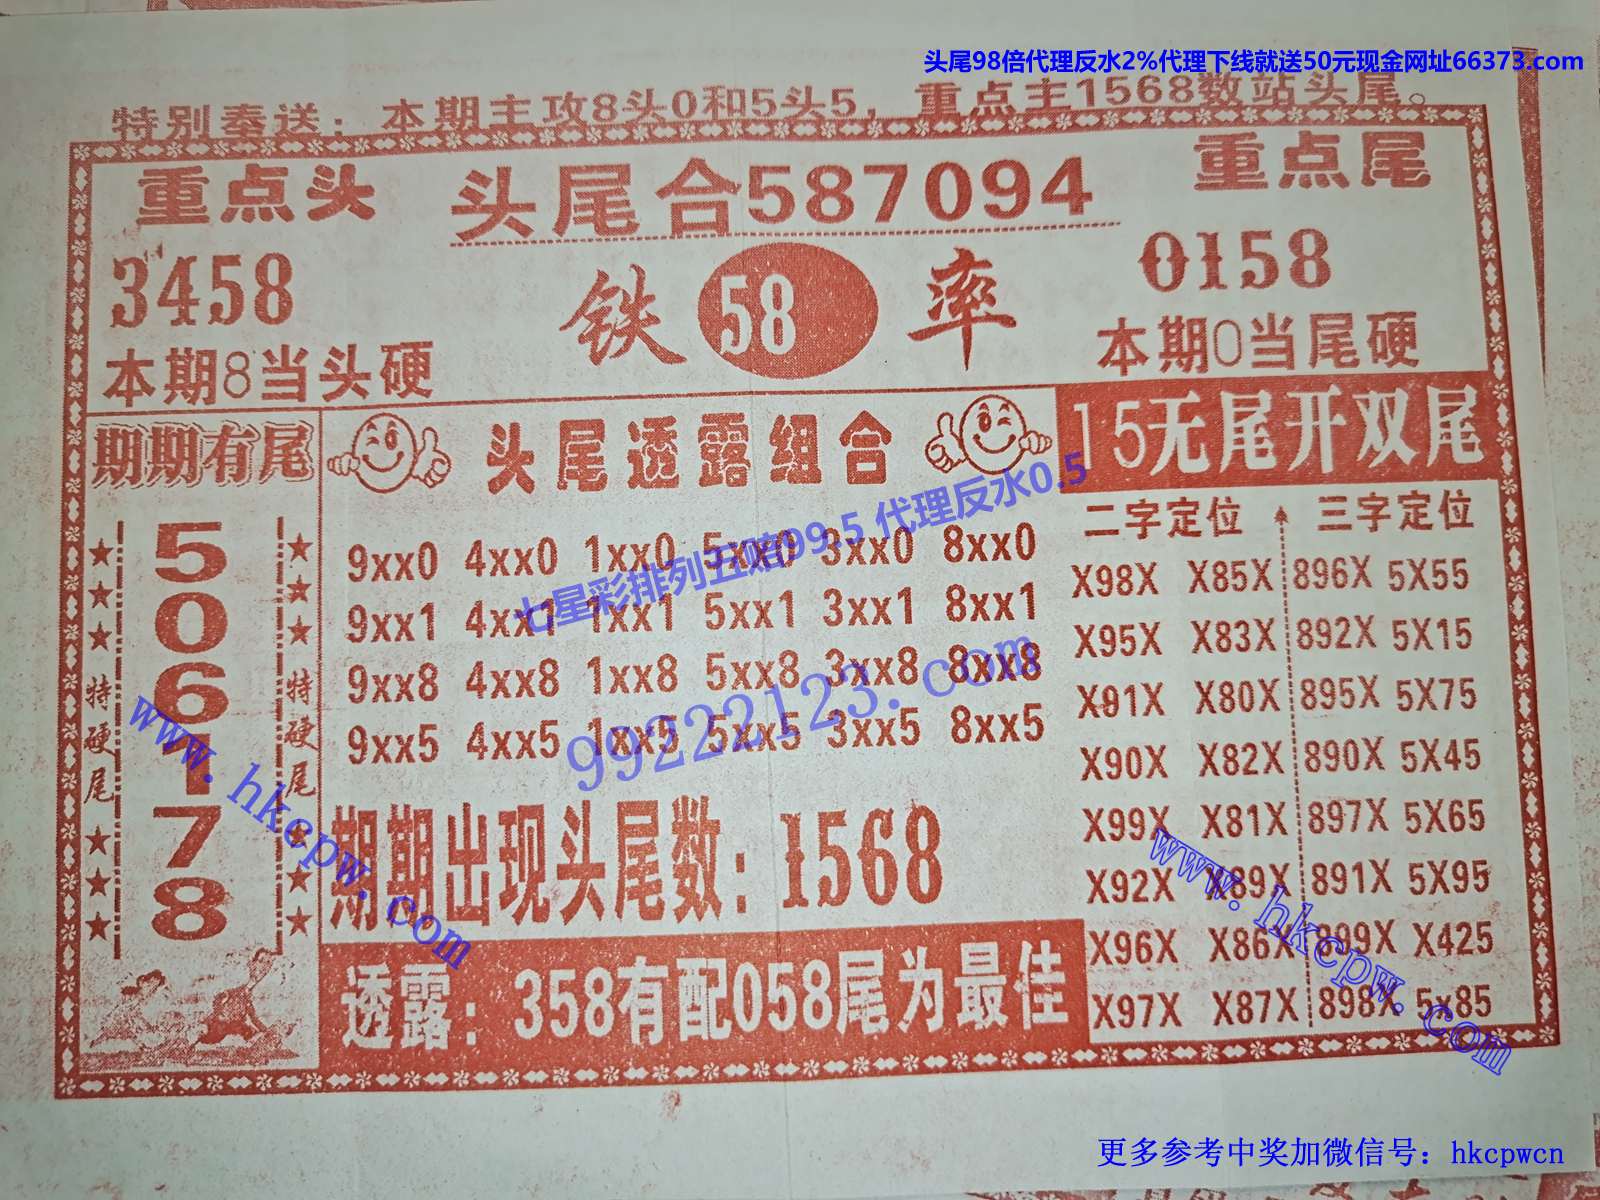 头尾98倍代理反水2%代理下线就送50元现金网址66373.com
特别奉送：本期主攻8头0和5头5，重点主1568数站头尾。
重点头 头尾合587094 重点尾
3458 铁58率 0158
本期8当头硬 本期0当尾硬
期期有尾 头尾透露组合 15无尾开双尾
5
0
6
1
7
8
特硬尾 特硬尾
9xx0 4xx0 1xx0 5xx0 3xx0 8xx0
9xx1 4xx1 1xx1 5xx1 3xx1 8xx1
9xx8 4xx8 1xx8 5xx8 3xx8 8xx8
9xx5 4xx5 1xx5 5xx5 3xx5 8xx5
期期出现头尾数：1568
透露：358有配058尾为最佳
二字定位 三字定位
X98X X85X 896X 5X55
X95X X83X 892X 5X15
X91X X80X 895X 5X75
X90X X82X 890X 5X45
X99X X81X 897X 5X65
X92X X89X 891X 5X95
X96X X86X 899X X425
X97X X87X 898X 5x85
七星彩排列五赔99.5 代理反水0.5
99222123.com
www.hkcpw.com
www.hkcpw.com
更多参考中奖加微信号：hkcpwcn